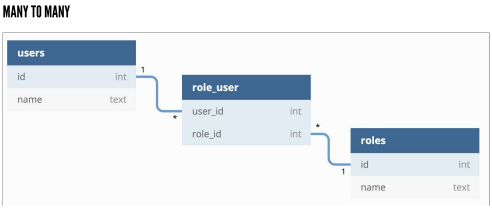 MANY TO MANY
users
id int
name text
1
*
role_user
user_id int
role_id int
*
1
roles
id int
name text